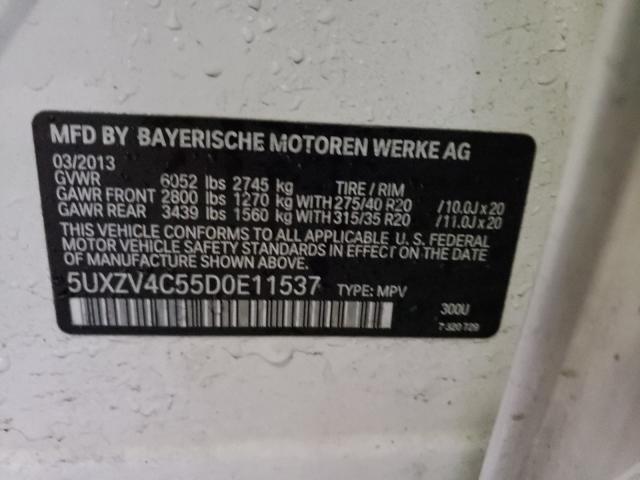 MFD BY BAYERISCHE MOTOREN WERKE AG
03/2013
GVWR 6052 lbs 2745 kg TIRE / RIM
GAWR FRONT 2800 lbs 1270 kg WITH 275/40 R20 /10.0J x 20
GAWR REAR 3439 lbs 1560 kg WITH 315/35 R20 /11.0J x 20
THIS VEHICLE CONFORMS TO ALL APPLICABLE U. S. FEDERAL
MOTOR VEHICLE SAFETY STANDARDS IN EFFECT ON THE DATE
OF MANUFACTURE SHOWN ABOVE.
5UXZV4C55D0E11537 TYPE: MPV
300U
7 320 729